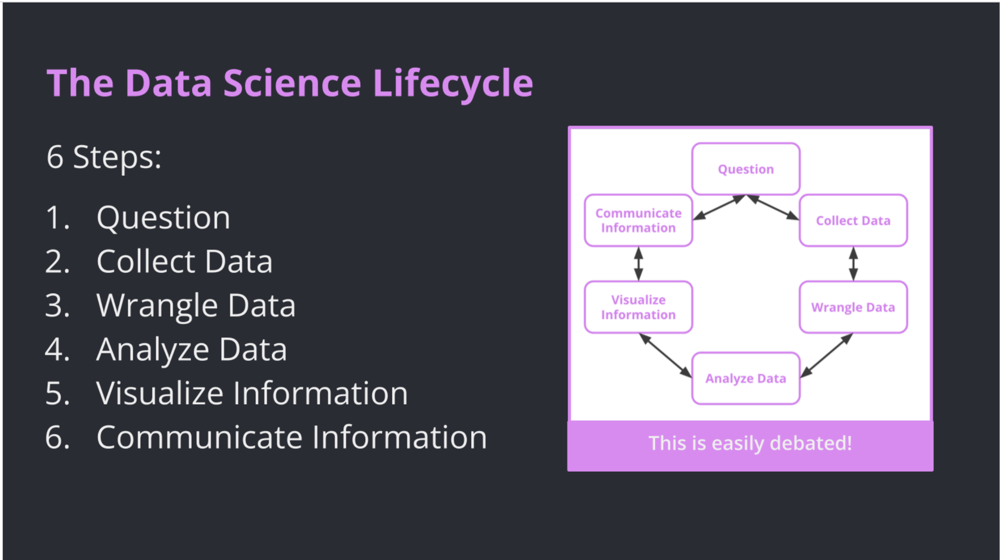 The Data Science Lifecycle
6 Steps:
1. Question
2. Collect Data
3. Wrangle Data
4. Analyze Data
5. Visualize Information
6. Communicate Information
Question
Communicate
Information
Collect Data
Visualize
Information
Wrangle Data
Analyze Data
This is easily debated!